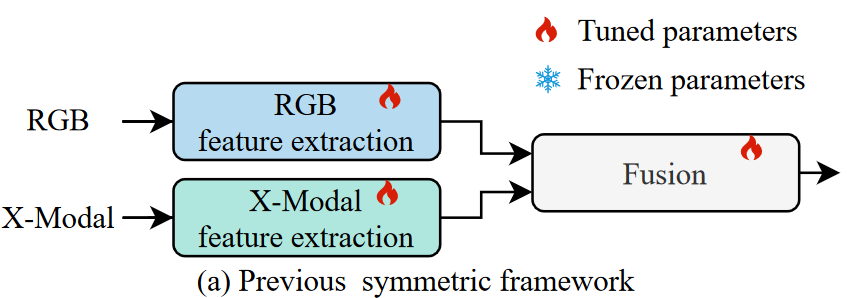 Tuned parameters
Frozen parameters
RGB
RGB
feature extraction
X-Modal
X-Modal
feature extraction
Fusion
(a) Previous symmetric framework